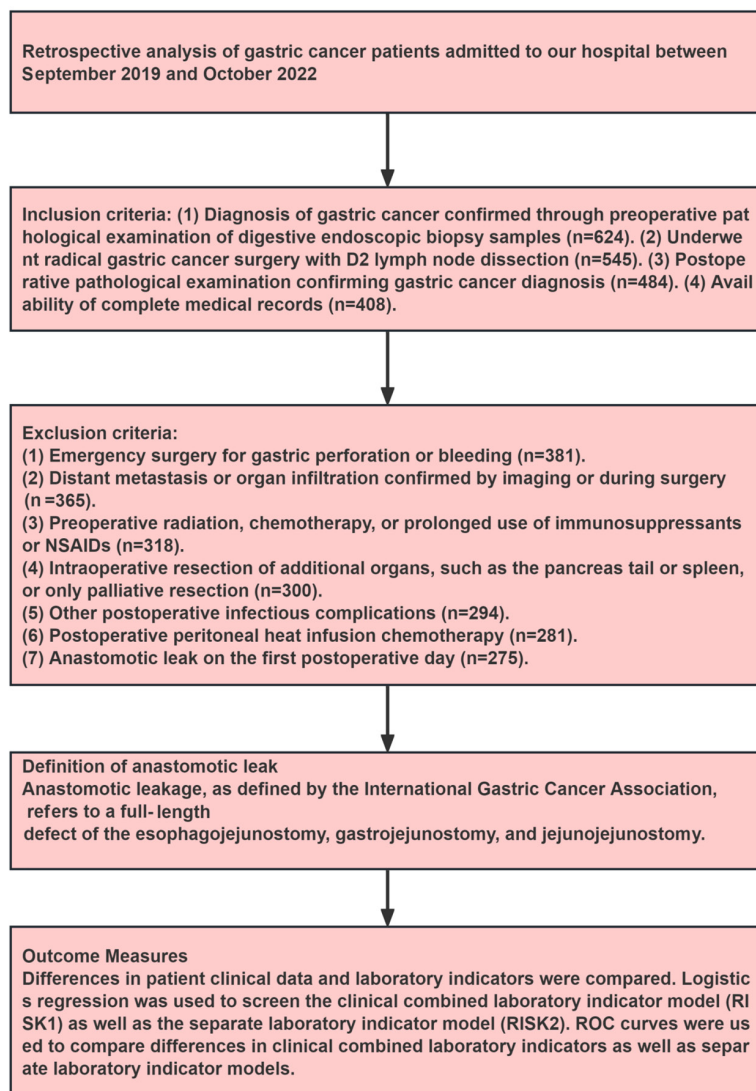 Retrospective analysis of gastric cancer patients admitted to our hospital between
September 2019 and October 2022
Inclusion criteria: (1) Diagnosis of gastric cancer confirmed through preoperative pat
hological examination of digestive endoscopic biopsy samples (n=624). (2) Underwe
nt radical gastric cancer surgery with D2 lymph node dissection (n=545). (3) Postope
rative pathological examination confirming gastric cancer diagnosis (n=484). (4) Avail
ability of complete medical records (n=408).
Exclusion criteria:
(1) Emergency surgery for gastric perforation or bleeding (n=381).
(2) Distant metastasis or organ infiltration confirmed by imaging or during surgery
(n =365).
(3) Preoperative radiation, chemotherapy, or prolonged use of immunosuppressants
or NSAIDs (n=318).
(4) Intraoperative resection of additional organs, such as the pancreas tail or spleen,
or only palliative resection (n=300).
(5) Other postoperative infectious complications (n=294).
(6) Postoperative peritoneal heat infusion chemotherapy (n=281).
(7) Anastomotic leak on the first postoperative day (n=275).
Definition of anastomotic leak
Anastomotic leakage, as defined by the International Gastric Cancer Association,
refers to a full-length
defect of the esophagojejunostomy, gastrojejunostomy, and jejunojejunostomy.
Outcome Measures
Differences in patient clinical data and laboratory indicators were compared. Logistic
s regression was used to screen the clinical combined laboratory indicator model (RI
SK1) as well as the separate laboratory indicator model (RISK2). ROC curves were us
ed to compare differences in clinical combined laboratory indicators as well as separ
ate laboratory indicator models.